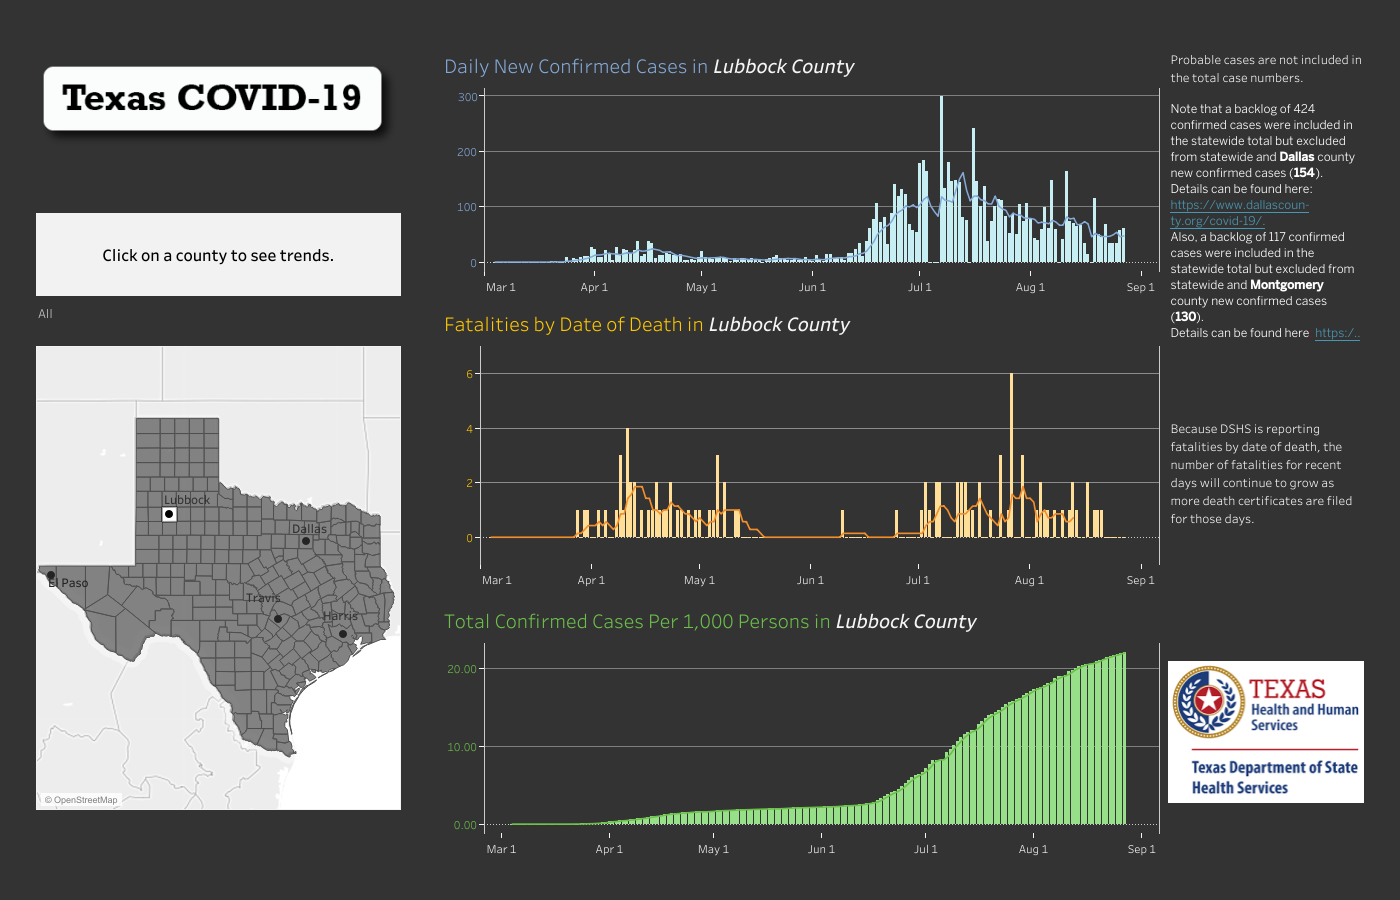 Texas COVID-19
Click on a county to see trends.
All
Lubbock
Dallas
El Paso
Travis
Harris
© OpenStreetMap
Daily New Confirmed Cases in Lubbock County
300
200
100
0
Mar 1 Apr 1 May 1 Jun 1 Jul 1 Aug 1 Sep 1
Fatalities by Date of Death in Lubbock County
6
4
2
0
Mar 1 Apr 1 May 1 Jun 1 Jul 1 Aug 1 Sep 1
Total Confirmed Cases Per 1,000 Persons in Lubbock County
20.00
10.00
0.00
Mar 1 Apr 1 May 1 Jun 1 Jul 1 Aug 1 Sep 1
Probable cases are not included in
the total case numbers.
Note that a backlog of 424
confirmed cases were included in
the statewide total but excluded
from statewide and Dallas county
new confirmed cases (154).
Details can be found here:
https://www.dallascoun-
ty.org/covid-19/.
Also, a backlog of 117 confirmed
cases were included in the
statewide total but excluded from
statewide and Montgomery
county new confirmed cases
(130).
Details can be found here https:/..
Because DSHS is reporting
fatalities by date of death, the
number of fatalities for recent
days will continue to grow as
more death certificates are filed
for those days.
TEXAS
Health and Human
Services
Texas Department of State
Health Services